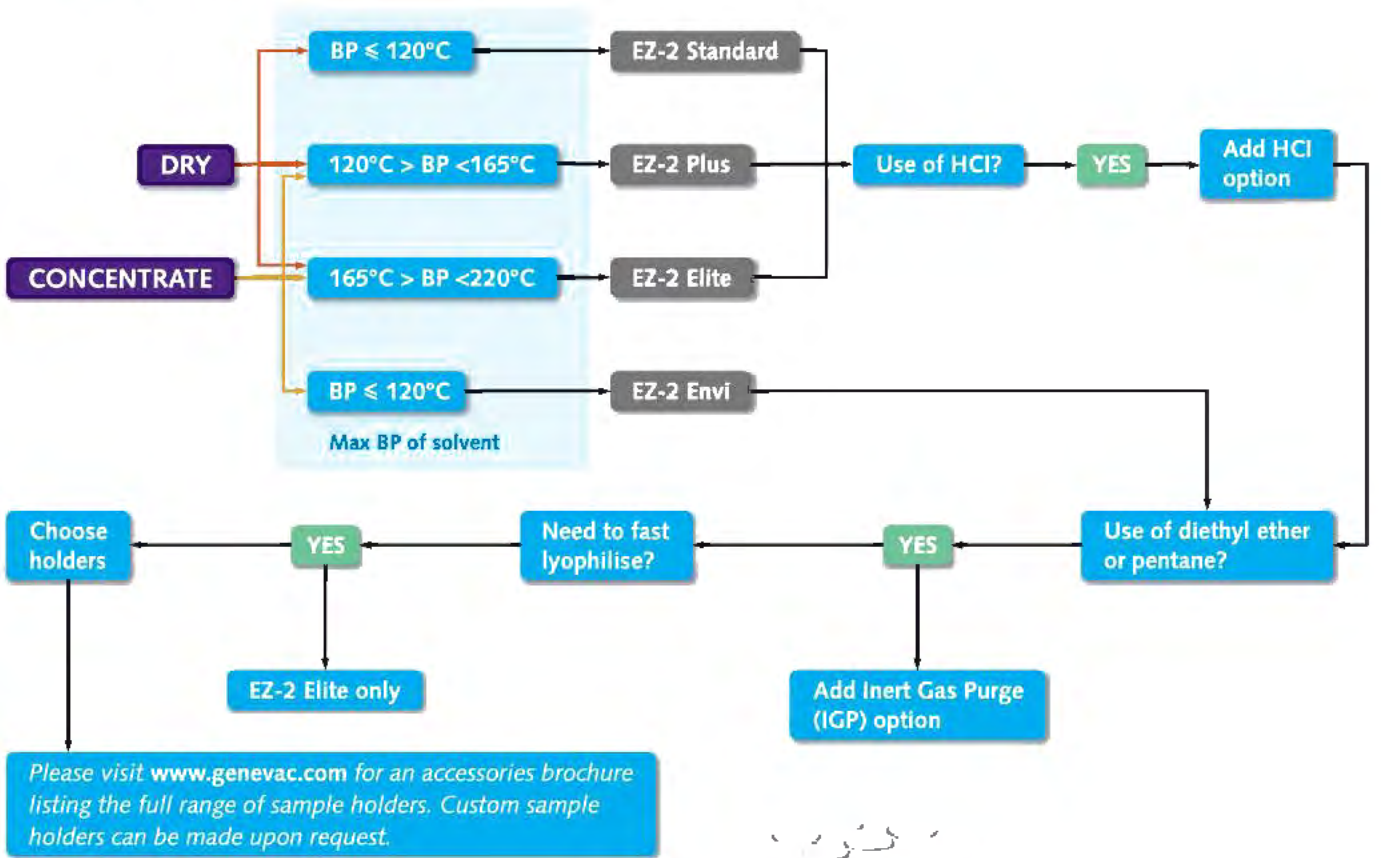 BP ⩽ 120°C
EZ-2 Standard
DRY
120°C > BP <165°C
EZ-2 Plus
Use of HCl?
YES
Add HCl
option
CONCENTRATE
165°C > BP <220°C
EZ-2 Elite
BP ⩽ 120°C
EZ-2 Envi
Max BP of solvent
Choose
holders
YES
Need to fast
lyophilise?
YES
Use of diethyl ether
or pentane?
EZ-2 Elite only
Add Inert Gas Purge
(IGP) option
Please visit www.genevac.com for an accessories brochure
listing the full range of sample holders. Custom sample
holders can be made upon request.